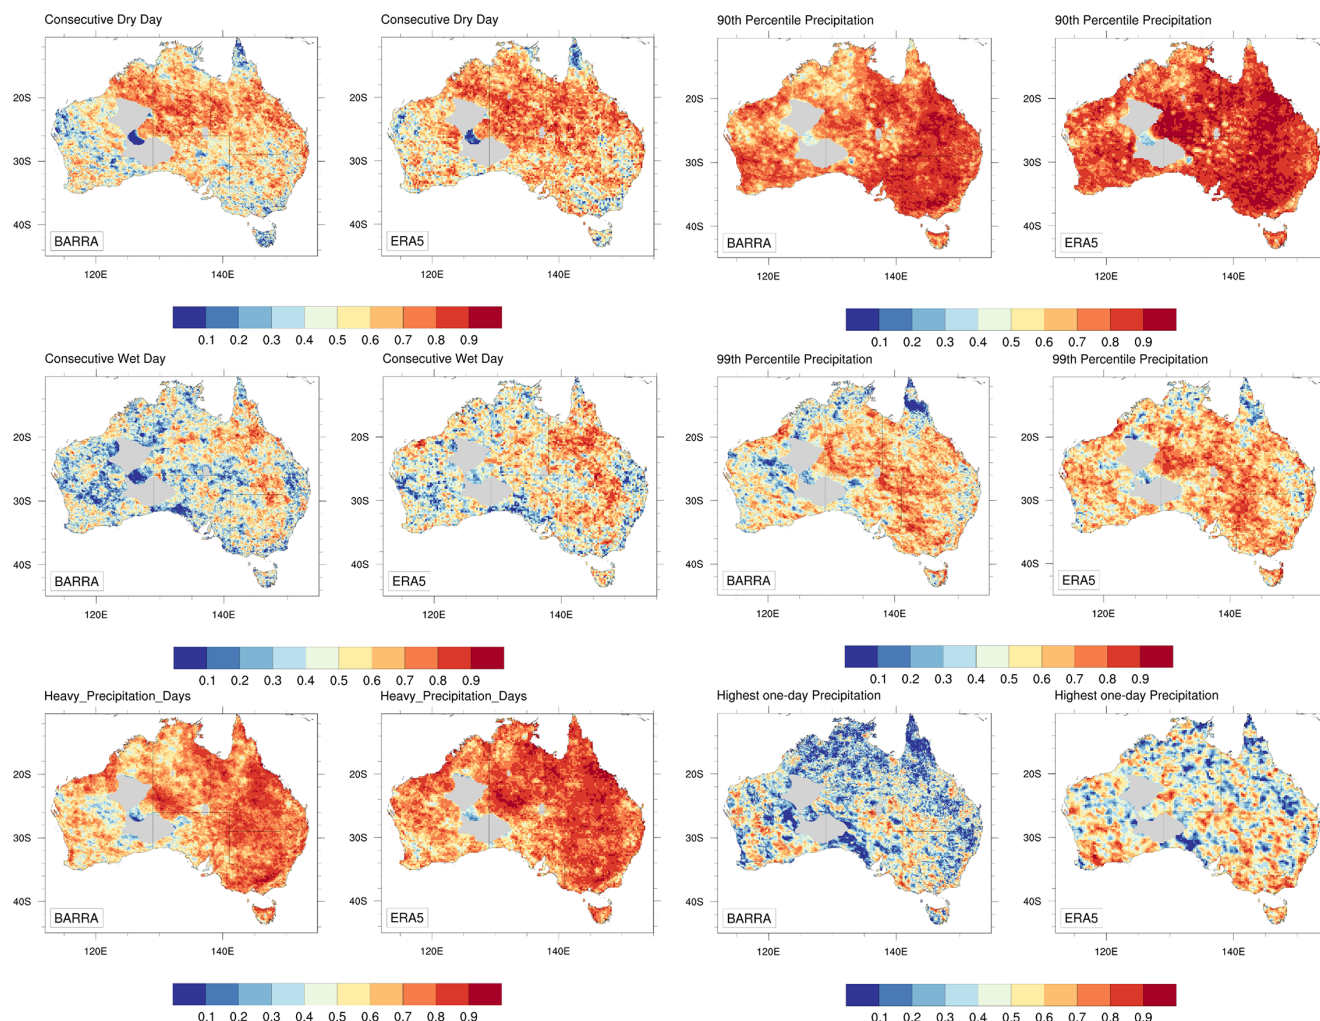 Consecutive Dry Day
Consecutive Dry Day
90th Percentile Precipitation
90th Percentile Precipitation
20S
20S
20S
20S
30S
30S
30S
30S
40S
40S
40S
40S
BARRA
ERA5
BARRA
ERA5
120E 140E
120E 140E
120E 140E
120E 140E
0.1 0.2 0.3 0.4 0.5 0.6 0.7 0.8 0.9
0.1 0.2 0.3 0.4 0.5 0.6 0.7 0.8 0.9
Consecutive Wet Day
Consecutive Wet Day
99th Percentile Precipitation
99th Percentile Precipitation
20S
20S
20S
20S
30S
30S
30S
30S
40S
40S
40S
40S
BARRA
ERA5
BARRA
ERA5
120E 140E
120E 140E
120E 140E
120E 140E
0.1 0.2 0.3 0.4 0.5 0.6 0.7 0.8 0.9
0.1 0.2 0.3 0.4 0.5 0.6 0.7 0.8 0.9
Heavy_Precipitation_Days
Heavy_Precipitation_Days
Highest one-day Precipitation
Highest one-day Precipitation
20S
20S
20S
20S
30S
30S
30S
30S
40S
40S
40S
40S
BARRA
ERA5
BARRA
ERA5
120E 140E
120E 140E
120E 140E
120E 140E
0.1 0.2 0.3 0.4 0.5 0.6 0.7 0.8 0.9
0.1 0.2 0.3 0.4 0.5 0.6 0.7 0.8 0.9